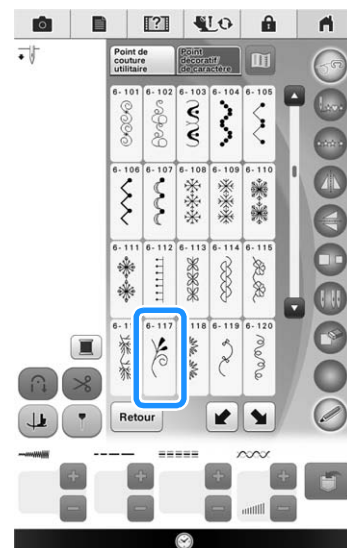 Point de
couture
utilitaire
Point
décoratif
de caractère
6-101 6-102 6-103 6-104 6-105
6-106 6-107 6-108 6-109 6-110
6-111 6-112 6-113 6-114 6-115
6-117 118 6-119 6-120
Retour